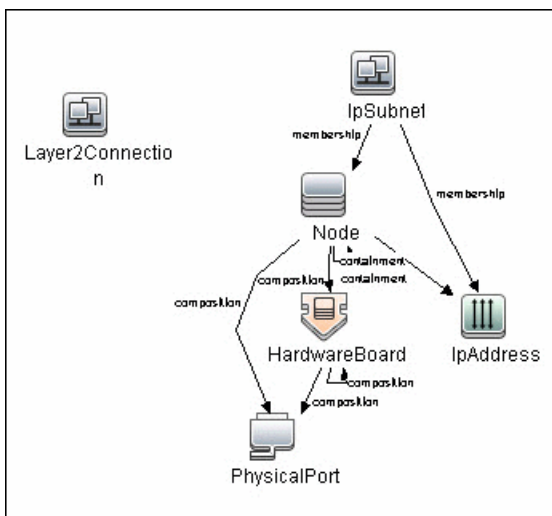 IpSubnet
Layer2Connectio
n
membership
membership
Node
containment
composition
containment
composition
HardwareBoard
IpAddress
composition
composition
PhysicalPort